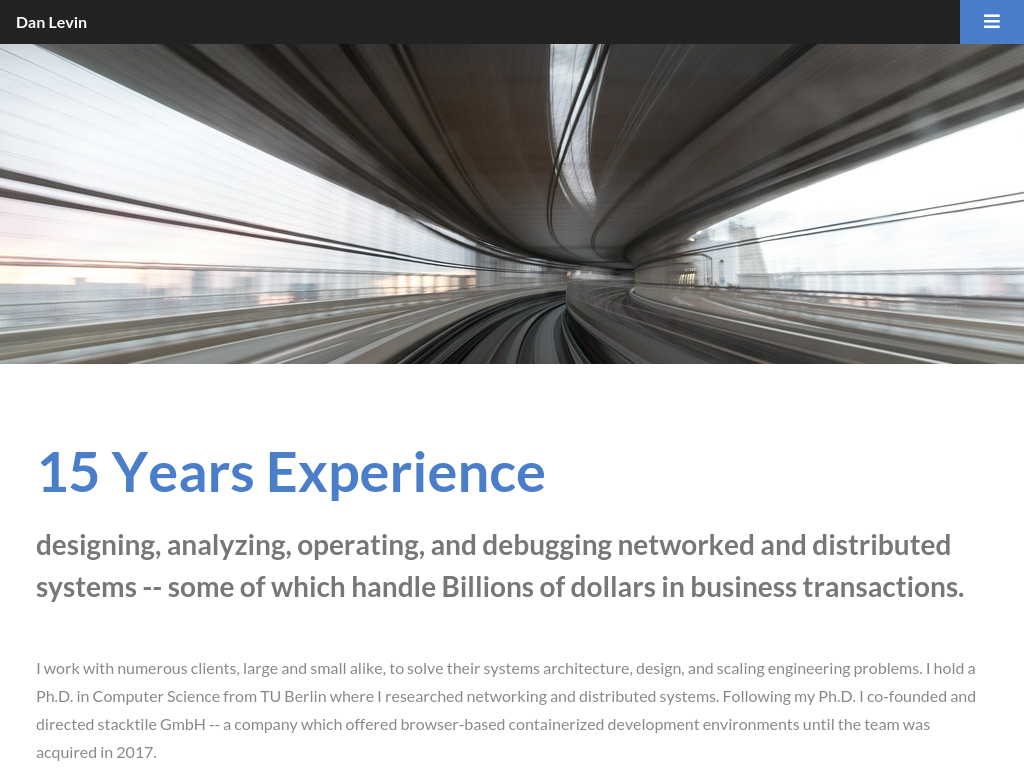 Dan Levin
15 Years Experience
designing, analyzing, operating, and debugging networked and distributed
systems -- some of which handle Billions of dollars in business transactions.
I work with numerous clients, large and small alike, to solve their systems architecture, design, and scaling engineering problems. I hold a
Ph.D. in Computer Science from TU Berlin where I researched networking and distributed systems. Following my Ph.D. I co-founded and
directed stacktile GmbH -- a company which offered browser-based containerized development environments until the team was
acquired in 2017.